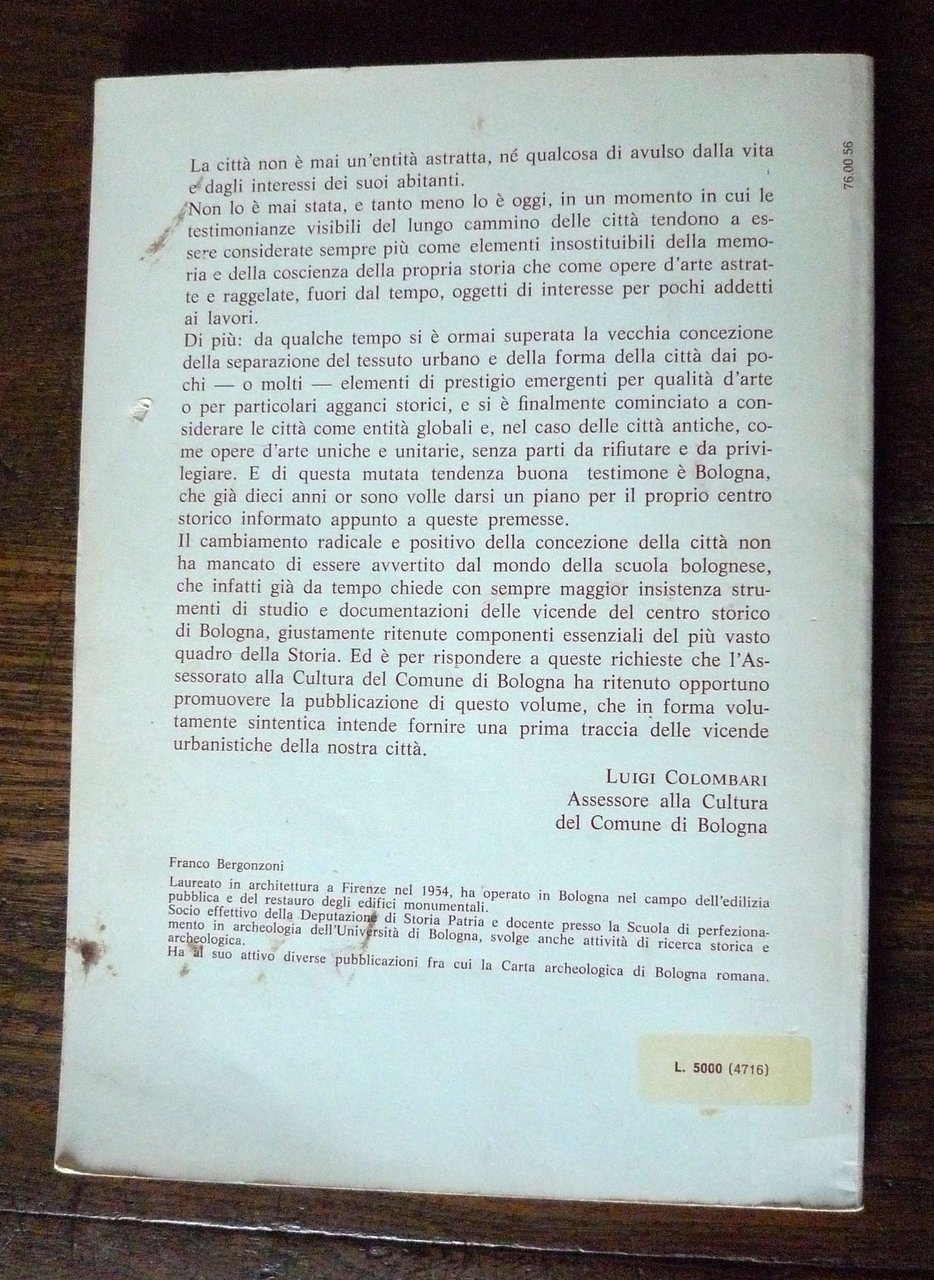 La città non è mai un'entità astratta, né qualcosa di avulso dalla vita
e dagli interessi dei suoi abitanti.
Non lo è mai stata, e tanto meno lo è oggi, in un momento in cui le
testimonianze visibili del lungo cammino delle città tendono a es-
sere considerate sempre più come elementi insostituibili della memo-
ria e della coscienza della propria storia che come opere d'arte astrat-
te e raggelate, fuori dal tempo, oggetti di interesse per pochi addetti
ai lavori.
Di più: da qualche tempo si è ormai superata la vecchia concezione
della separazione del tessuto urbano e della forma della città dai po-
chi — o molti — elementi di prestigio emergenti per qualità d'arte
o per particolari agganci storici, e si è finalmente cominciato a con-
siderare le città come entità globali e, nel caso delle città antiche, co-
me opere d'arte uniche e unitarie, senza parti da rifiutare e da privi-
legiare. E di questa mutata tendenza buona testimone è Bologna,
che già dieci anni or sono volle darsi un piano per il proprio centro
storico informato appunto a queste premesse.
Il cambiamento radicale e positivo della concezione della città non
ha mancato di essere avvertito dal mondo della scuola bolognese,
che infatti già da tempo chiede con sempre maggior insistenza stru-
menti di studio e documentazioni delle vicende del centro storico
di Bologna, giustamente ritenute componenti essenziali del più vasto
quadro della Storia. Ed è per rispondere a queste richieste che l'As-
sessorato alla Cultura del Comune di Bologna ha ritenuto opportuno
promuovere la pubblicazione di questo volume, che in forma volu-
tamente sintentica intende fornire una prima traccia delle vicende
urbanistiche della nostra città.
LUIGI COLOMBARI
Assessore alla Cultura
del Comune di Bologna
Franco Bergonzoni
Laureato in architettura a Firenze nel 1954, ha operato in Bologna nel campo dell'edilizia
pubblica e del restauro degli edifici monumentali.
Socio effettivo della Deputazione di Storia Patria e docente presso la Scuola di perfeziona-
mento in archeologia dell'Università di Bologna, svolge anche attività di ricerca storica e
archeologica.
Ha al suo attivo diverse pubblicazioni fra cui la Carta archeologica di Bologna romana.
L. 5000 (4716)
76.00.56